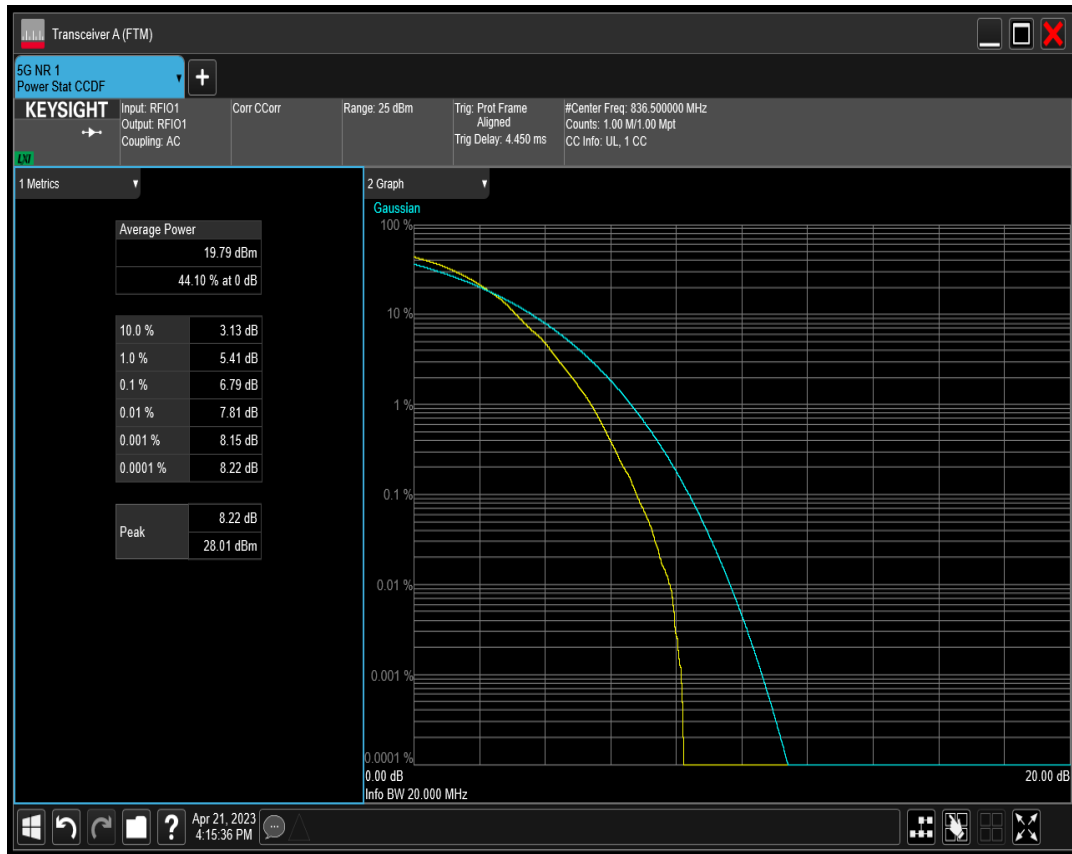 Transceiver A (FTM)
5G NR 1
Power Stat CCDF
+
KEYSIGHT
LXI
Input: RFIO1
Output: RFIO1
Coupling: AC
Corr CCorr
Range: 25 dBm
Trig: Prot Frame
Aligned
Trig Delay: 4.450 ms
#Center Freq: 836.500000 MHz
Counts: 1.00 M/1.00 Mpt
CC Info: UL, 1 CC
1 Metrics
Average Power
19.79 dBm
44.10 % at 0 dB
10.0 % 3.13 dB
1.0 % 5.41 dB
0.1 % 6.79 dB
0.01 % 7.81 dB
0.001 % 8.15 dB
0.0001 % 8.22 dB
Peak
8.22 dB
28.01 dBm
2 Graph
Gaussian
100 %
10 %
1 %
0.1 %
0.01 %
0.001 %
0.0001 %
0.00 dB 20.00 dB
Info BW 20.000 MHz
?
Apr 21, 2023
4:15:36 PM